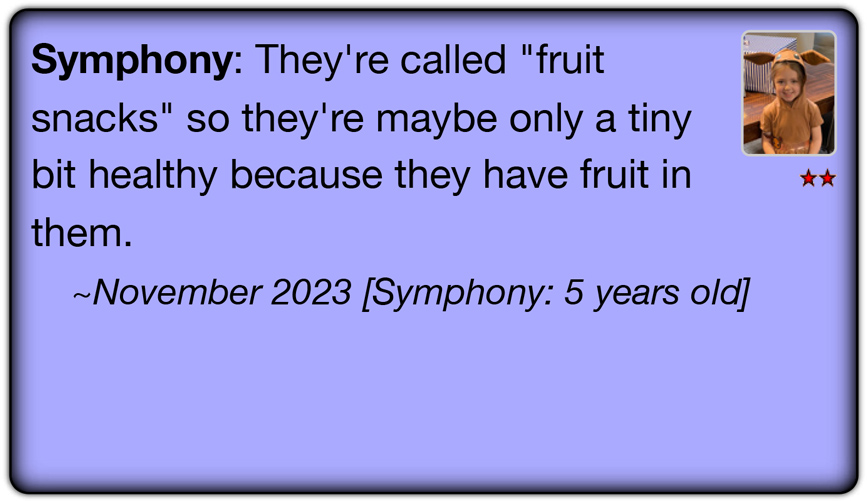 Symphony: They're called "fruit
snacks" so they're maybe only a tiny
bit healthy because they have fruit in
them.
~November 2023 [Symphony: 5 years old]